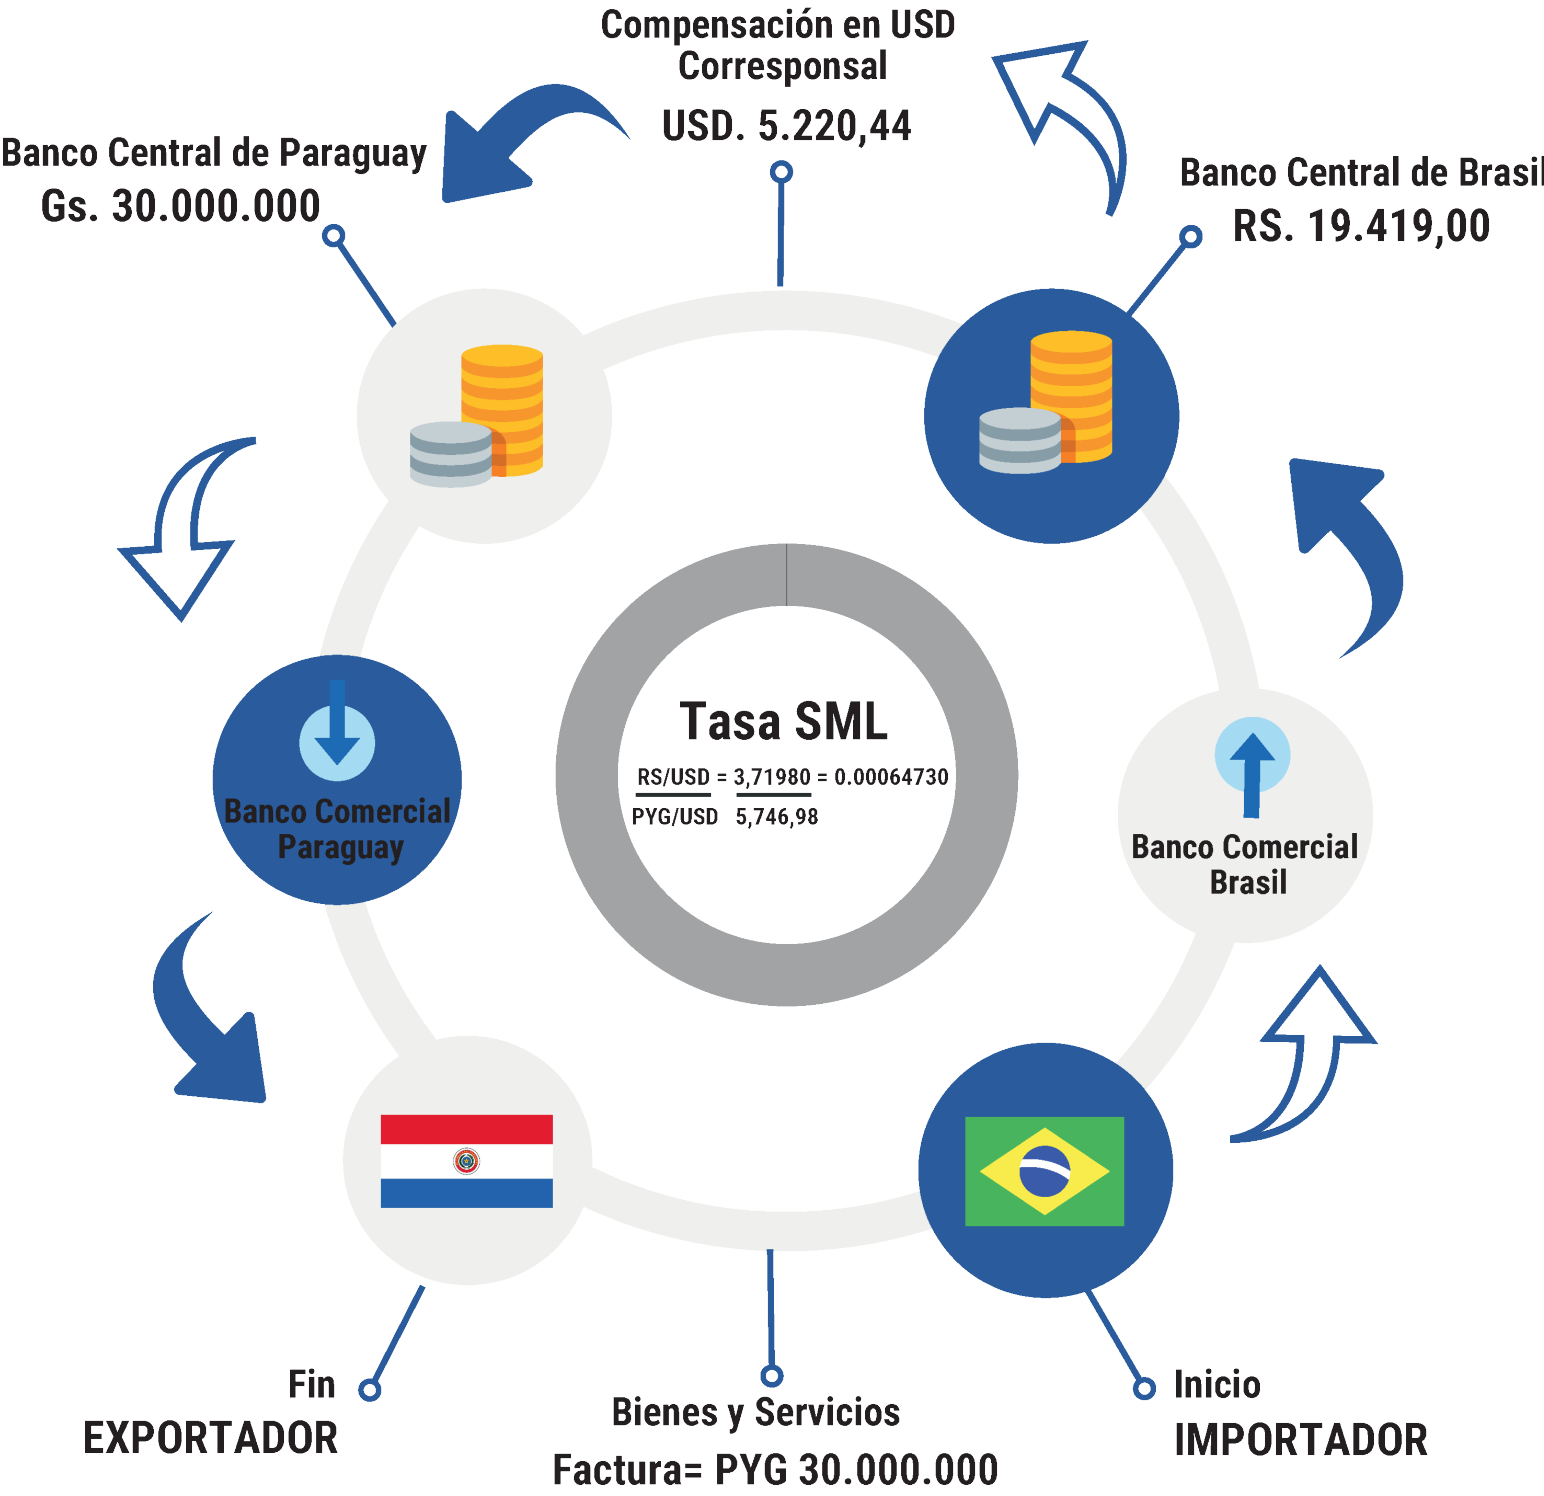 Compensación en USD
Corresponsal
USD. 5.220,44
Banco Central de Paraguay
Gs. 30.000.000
Banco Central de Brasil
RS. 19.419,00
Tasa SML
RS/USD = 3,71980 = 0.00064730
PYG/USD 5,746,98
Banco Comercial
Paraguay
Banco Comercial
Brasil
Fin
EXPORTADOR
Bienes y Servicios
Factura= PYG 30.000.000
Inicio
IMPORTADOR